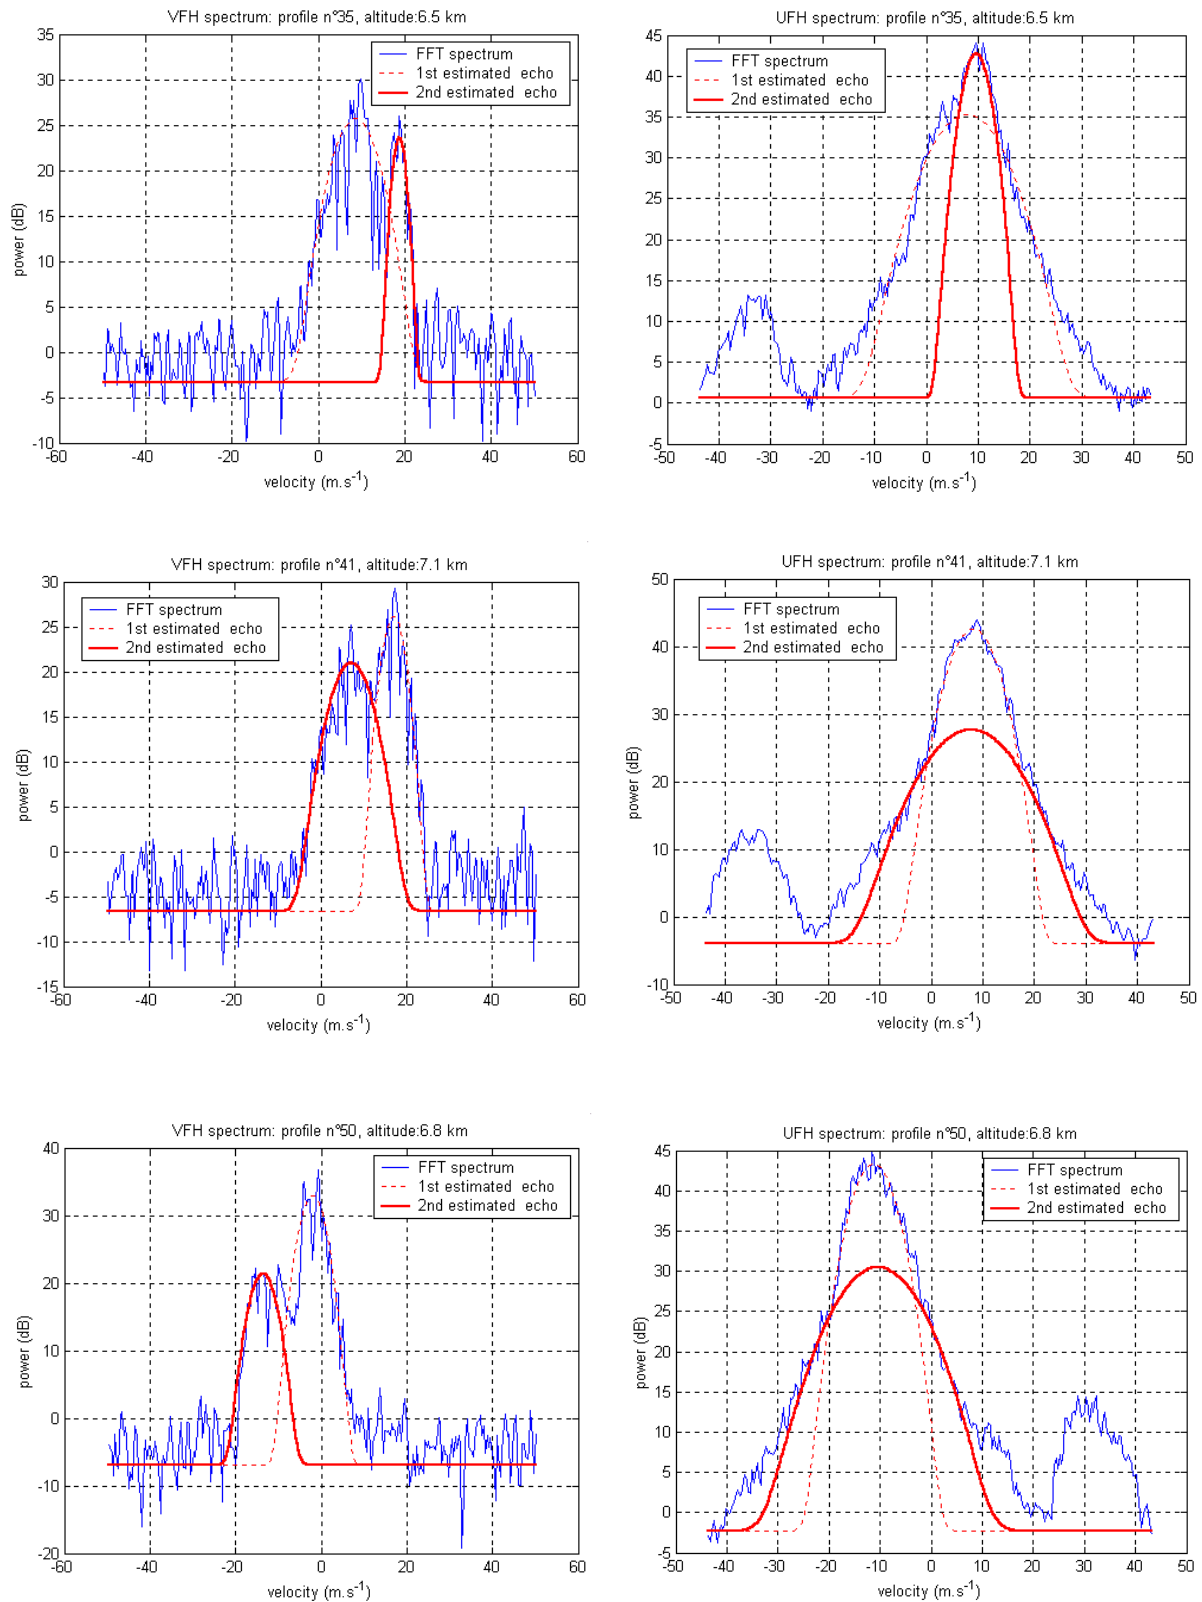 VFH spectrum: profile n°35, altitude:6.5 km
35
30
25
20
15
10
5
0
-5
-10
power (dB)
FFT spectrum
1st estimated echo
2nd estimated echo
-60 -40 -20 0 20 40 60
velocity (m.s-1)
UFH spectrum: profile n°35, altitude:6.5 km
45
40
35
30
25
20
15
10
5
0
-5
FFT spectrum
1st estimated echo
2nd estimated echo
-50 -40 -30 -20 -10 0 10 20 30 40 50
velocity (m.s-1)
VFH spectrum: profile n°41, altitude:7.1 km
30
25
20
15
10
5
0
-5
-10
-15
power (dB)
FFT spectrum
1st estimated echo
2nd estimated echo
-60 -40 -20 0 20 40 60
velocity (m.s-1)
UFH spectrum: profile n°41, altitude:7.1 km
50
40
30
20
10
0
-10
power (dB)
FFT spectrum
1st estimated echo
2nd estimated echo
-50 -40 -30 -20 -10 0 10 20 30 40 50
velocity (m.s-1)
VFH spectrum: profile n°50, altitude:6.8 km
40
30
20
10
0
-10
-20
power (dB)
FFT spectrum
1st estimated echo
2nd estimated echo
-60 -40 -20 0 20 40 60
velocity (m.s-1)
UFH spectrum: profile n°50, altitude:6.8 km
45
40
35
30
25
20
15
10
5
0
-5
power (dB)
FFT spectrum
1st estimated echo
2nd estimated echo
-50 -40 -30 -20 -10 0 10 20 30 40 50
velocity (m.s-1)